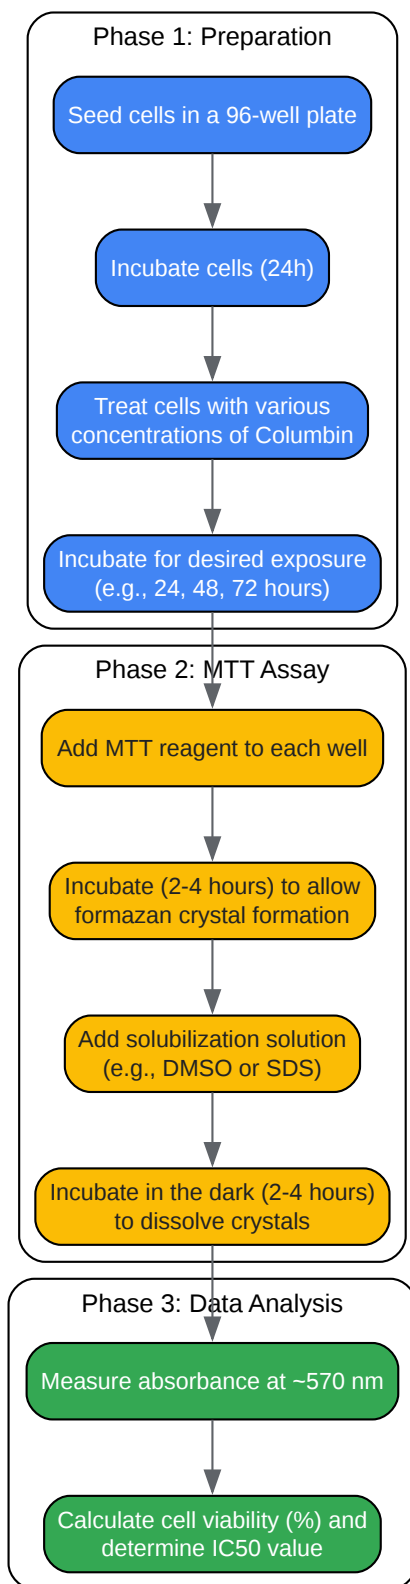 Phase 1: Preparation
Seed cells in a 96-well plate
Incubate cells (24h)
Treat cells with various
concentrations of Columbin
Incubate for desired exposure
(e.g., 24, 48, 72 hours)
Phase 2: MTT Assay
Add MTT reagent to each well
Incubate (2-4 hours) to allow
formazan crystal formation
Add solubilization solution
(e.g., DMSO or SDS)
Incubate in the dark (2-4 hours)
to dissolve crystals
Phase 3: Data Analysis
Measure absorbance at ~570 nm
Calculate cell viability (%) and
determine IC50 value